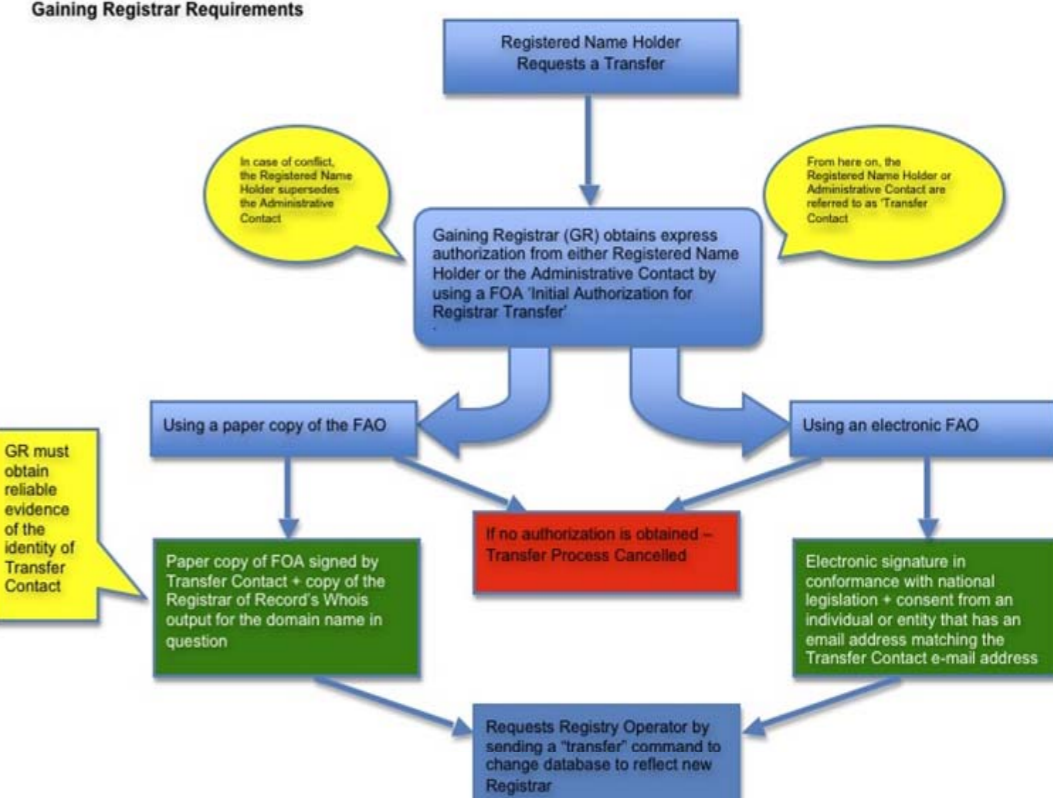 Gaining Registrar Requirements
Registered Name Holder
Requests a Transfer
In case of conflict,
the Registered Name
Holder supersedes
the Administrative
Contact
From here on, the
Registered Name Holder or
Administrative Contact are
referred to as 'Transfer
Contact
Gaining Registrar (GR) obtains express
authorization from either Registered Name
Holder or the Administrative Contact by
using a FOA 'Initial Authorization for
Registrar Transfer'
.
Using a paper copy of the FAO
Using an electronic FAO
GR must
obtain
reliable
evidence
of the
identity of
Transfer
Contact
If no authorization is obtained –
Transfer Process Cancelled
Paper copy of FOA signed by
Transfer Contact + copy of the
Registrar of Record's Whois
output for the domain name in
question
Electronic signature in
conformance with national
legislation + consent from an
individual or entity that has an
email address matching the
Transfer Contact e-mail address
Requests Registry Operator by
sending a "transfer" command to
change database to reflect new
Registrar